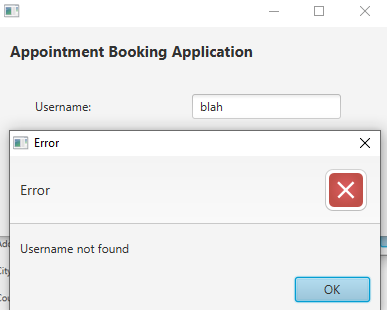 Appointment Booking Application
Username: blah
Error
Error
Username not found
OK